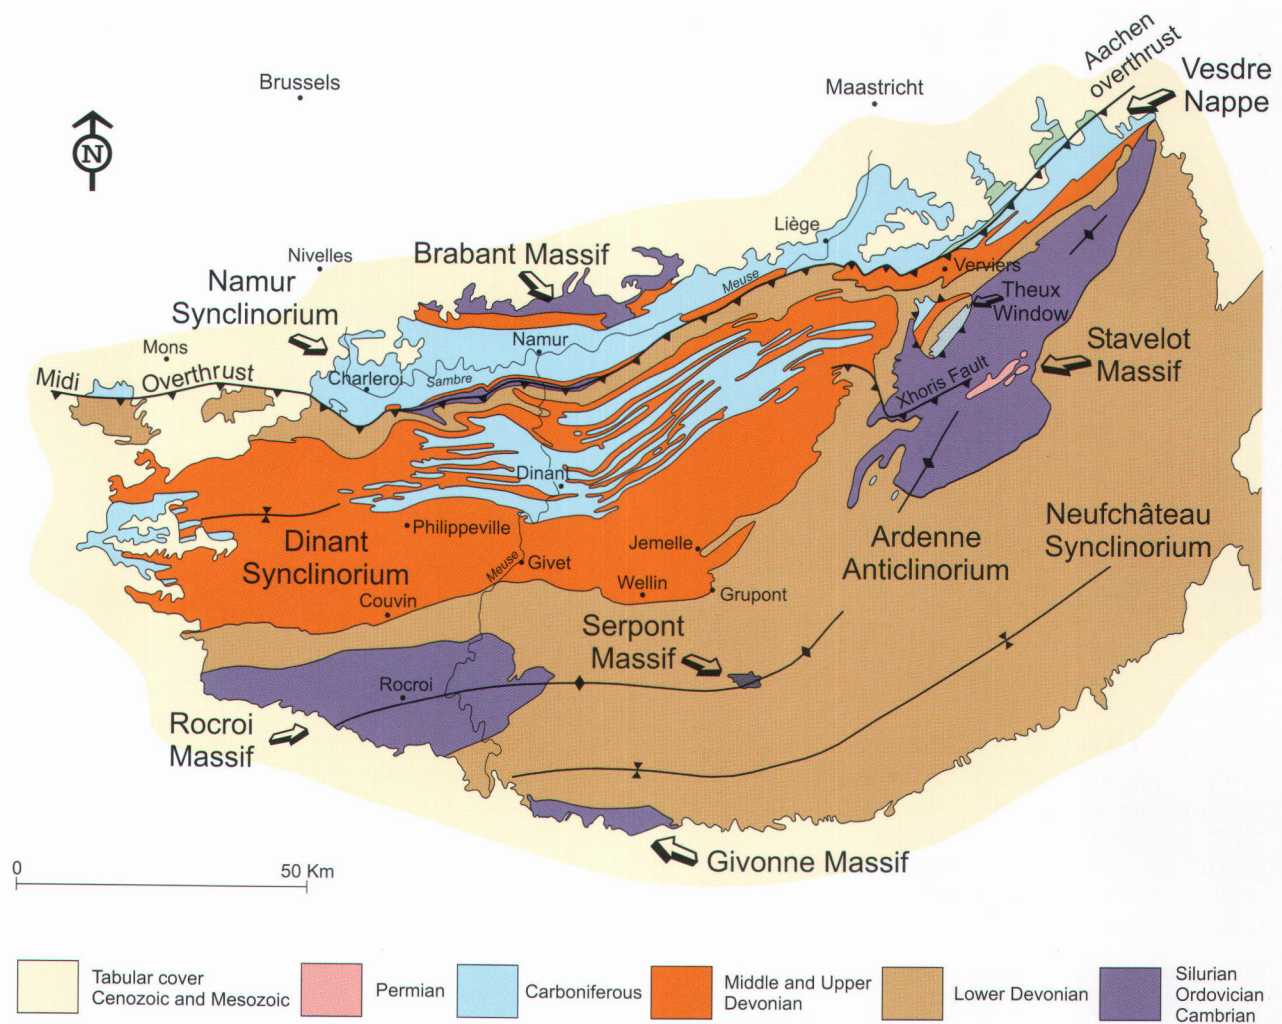 Aachen
overthrust
Vesdre
Nappe
Brussels
Maastricht
N
Liège
Nivelles
Brabant Massif
Namur
Synclinorium
Meuse
Verviers
Theux
Window
Mons
Namur
Stavelot
Massif
Midi
Overthrust
Charleroi
Sambre
Xhoris Fault
Dinant
Philippeville
Dinant
Synclinorium
Jemelle
Ardenne
Anticlinorium
Neufchâteau
Synclinorium
Meuse
Givet
Wellin
Grupont
Couvin
Serpont
Massif
Rocroi
Rocroi
Massif
Givonne Massif
0
50 Km
Tabular cover
Cenozoic and Mesozoic
Permian
Carboniferous
Middle and Upper
Devonian
Lower Devonian
Silurian
Ordovician
Cambrian